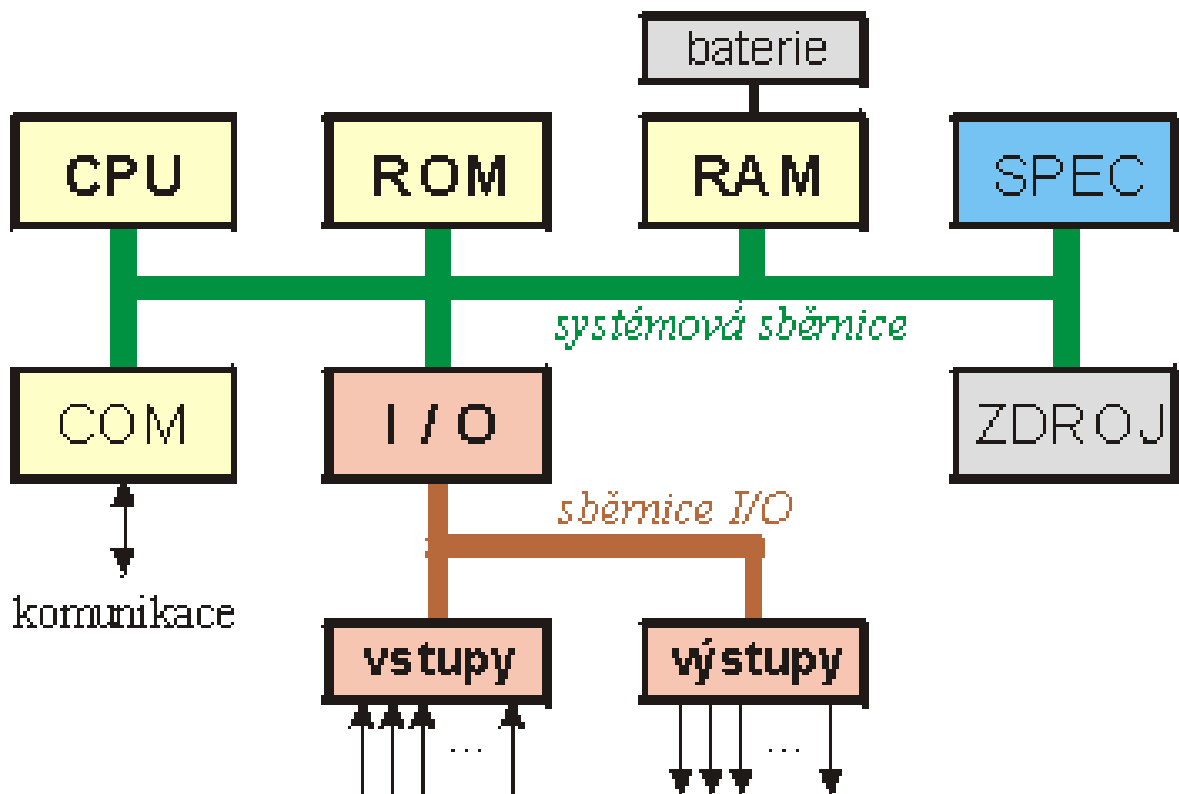 baterie
CPU
ROM
RAM
SPEC
systémová sběrnice
COM
I / O
ZDROJ
sběrnice I/O
komunikace
vstupy
výstupy
...
...